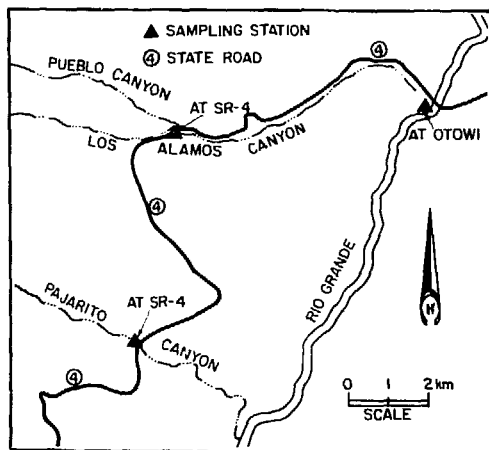 ▲ SAMPLING STATION
④ STATE ROAD
④
PUEBLO CANYON
AT SR-4
LOS ALAMOS CANYON
AT OTOWI
④
RIO GRANDE
PAJARITO CANYON
AT SR-4
N
④
0 1 2 km
SCALE